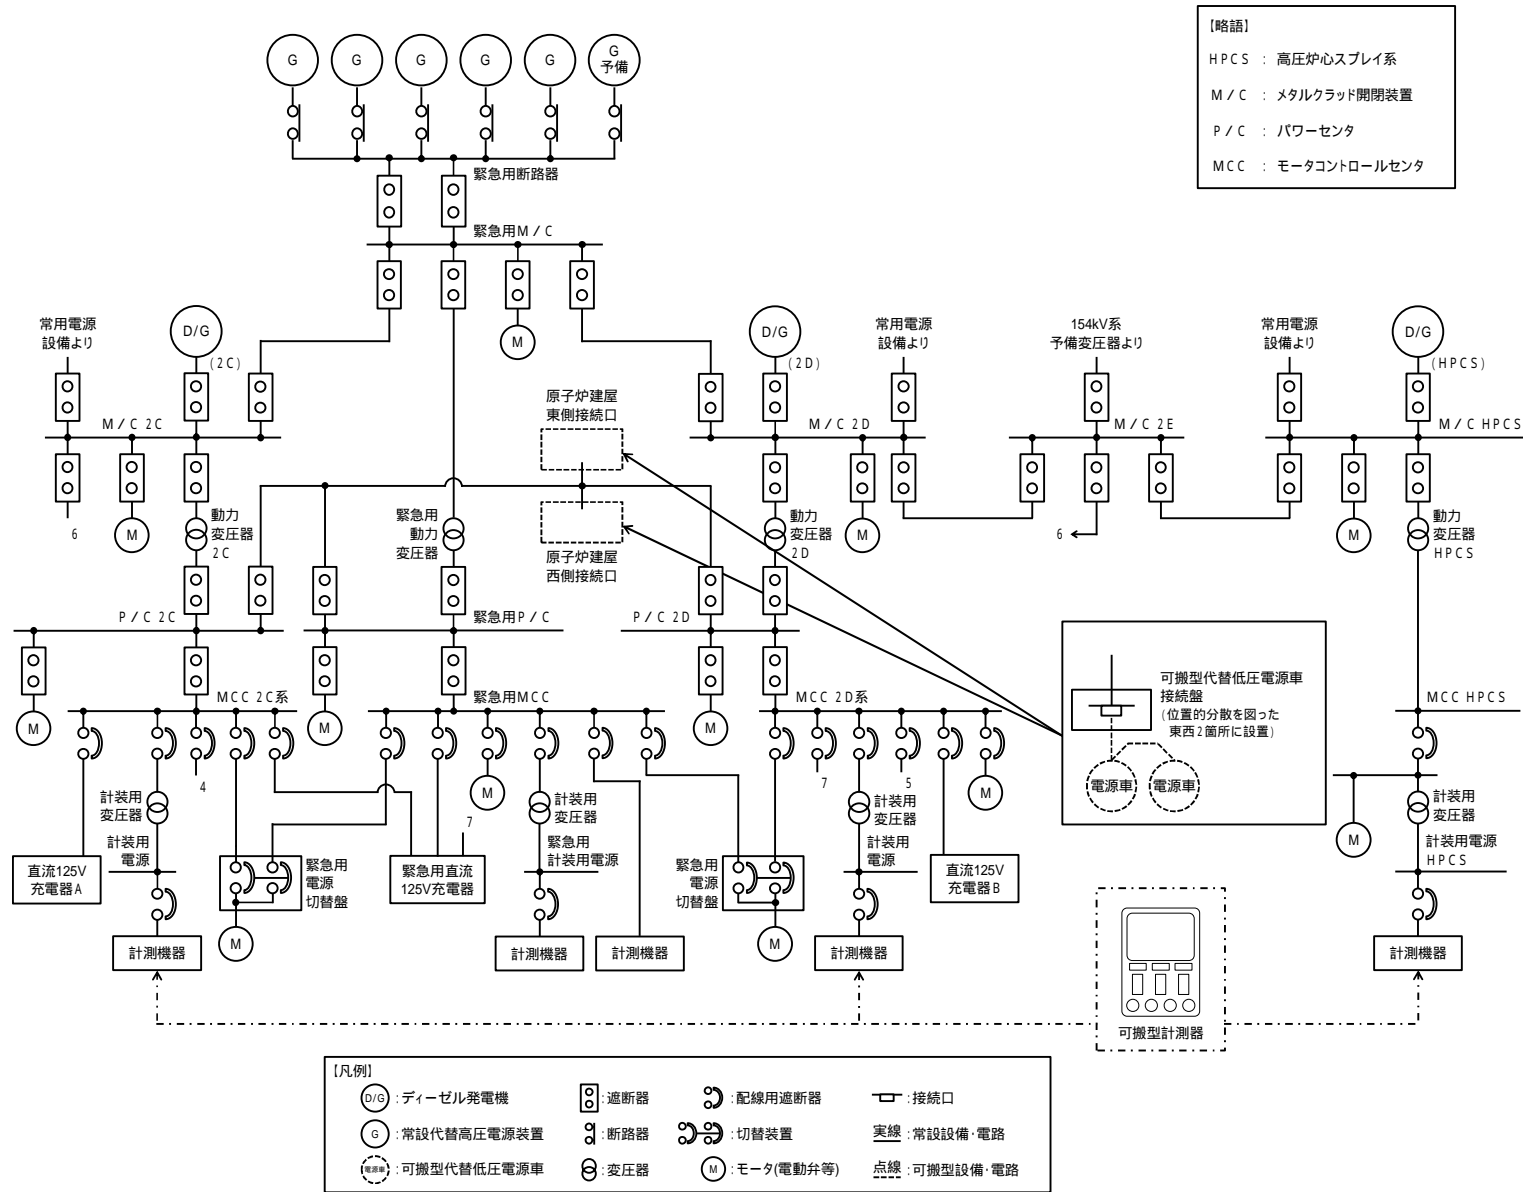 【略語】
HPCS : 高圧炉心スプレイ系
M/C : メタルクラッド開閉装置
P/C : パワーセンタ
MCC : モータコントロールセンタ
G
G
G
G
G
G
予備
緊急用断路器
緊急用M/C
常用電源
設備より
D/G
(2C)
M
D/G
(2D)
常用電源
設備より
154kV系
予備変圧器より
常用電源
設備より
D/G
(HPCS)
原子炉建屋
東側接続口
M/C 2C
M/C 2D
M/C 2E
M/C HPCS
6
M
動力
変圧器
2C
緊急用
動力
変圧器
原子炉建屋
西側接続口
動力
変圧器
2D
M
6
M
動力
変圧器
HPCS
P/C 2C
緊急用P/C
P/C 2D
MCC 2C系
緊急用MCC
MCC 2D系
MCC HPCS
M
M
M
可搬型代替低圧電源車
接続盤
(位置的分散を図った
東西2箇所に設置)
電源車
電源車
4
7
5
M
M
計装用
変圧器
計装用
変圧器
計装用
変圧器
計装用
変圧器
7
M
計装用
電源
緊急用
計装用電源
計装用
電源
計装用電源
HPCS
直流125V
充電器A
緊急用
電源
切替盤
緊急用直流
125V充電器
緊急用
電源
切替盤
直流125V
充電器B
計測機器
M
計測機器
計測機器
M
計測機器
計測機器
可搬型計測器
【凡例】
D/G :ディーゼル発電機
:遮断器
:配線用遮断器
:接続口
G :常設代替高圧電源装置
:断路器
:切替装置
実線 :常設設備・電路
電源車 :可搬型代替低圧電源車
:変圧器
M :モータ(電動弁等)
点線 :可搬型設備・電路